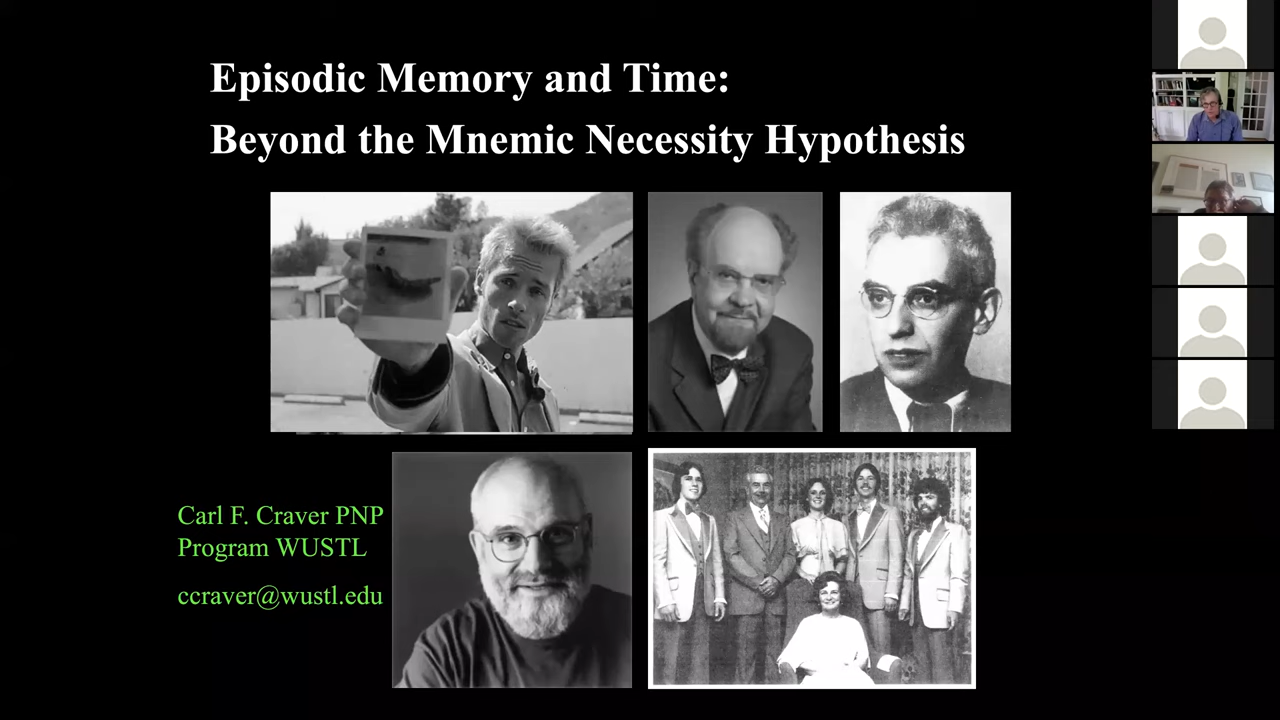 Episodic Memory and Time:
Beyond the Mnemic Necessity Hypothesis
Carl F. Craver PNP
Program WUSTL
ccraver@wustl.edu